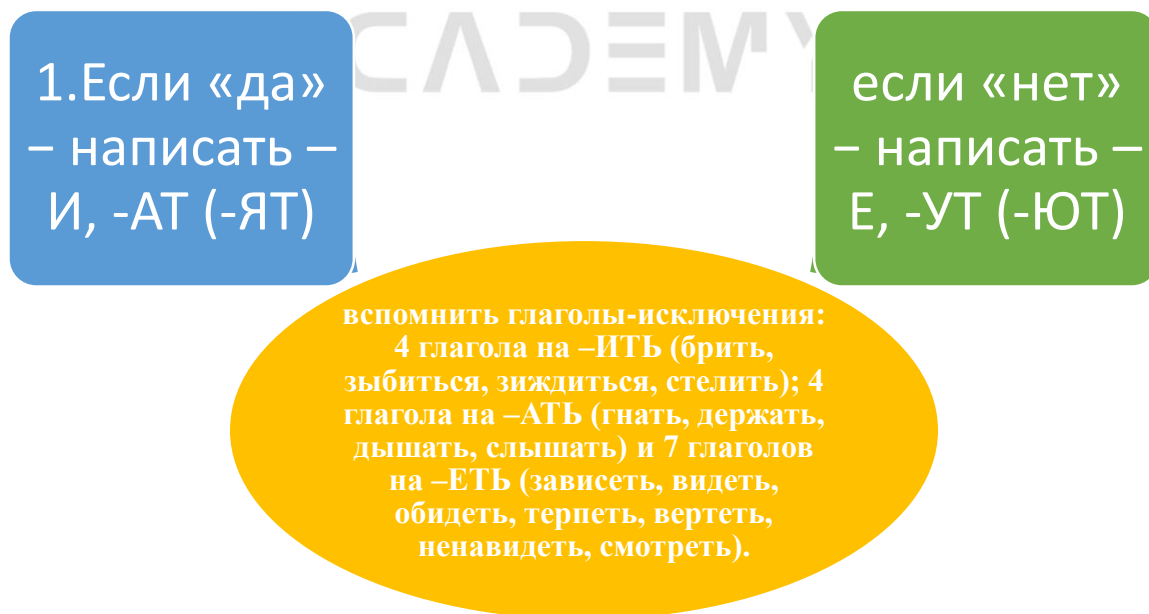 CADEMY
1.Если «да»
– написать –
И, -АТ (-ЯТ)
если «нет»
– написать –
Е, -УТ (-ЮТ)
вспомнить глаголы-исключения:
4 глагола на –ИТЬ (брить,
зыбиться, зиждиться, стелить); 4
глагола на –АТЬ (гнать, держать,
дышать, слышать) и 7 глаголов
на –ЕТЬ (зависеть, видеть,
обидеть, терпеть, вертеть,
ненавидеть, смотреть).